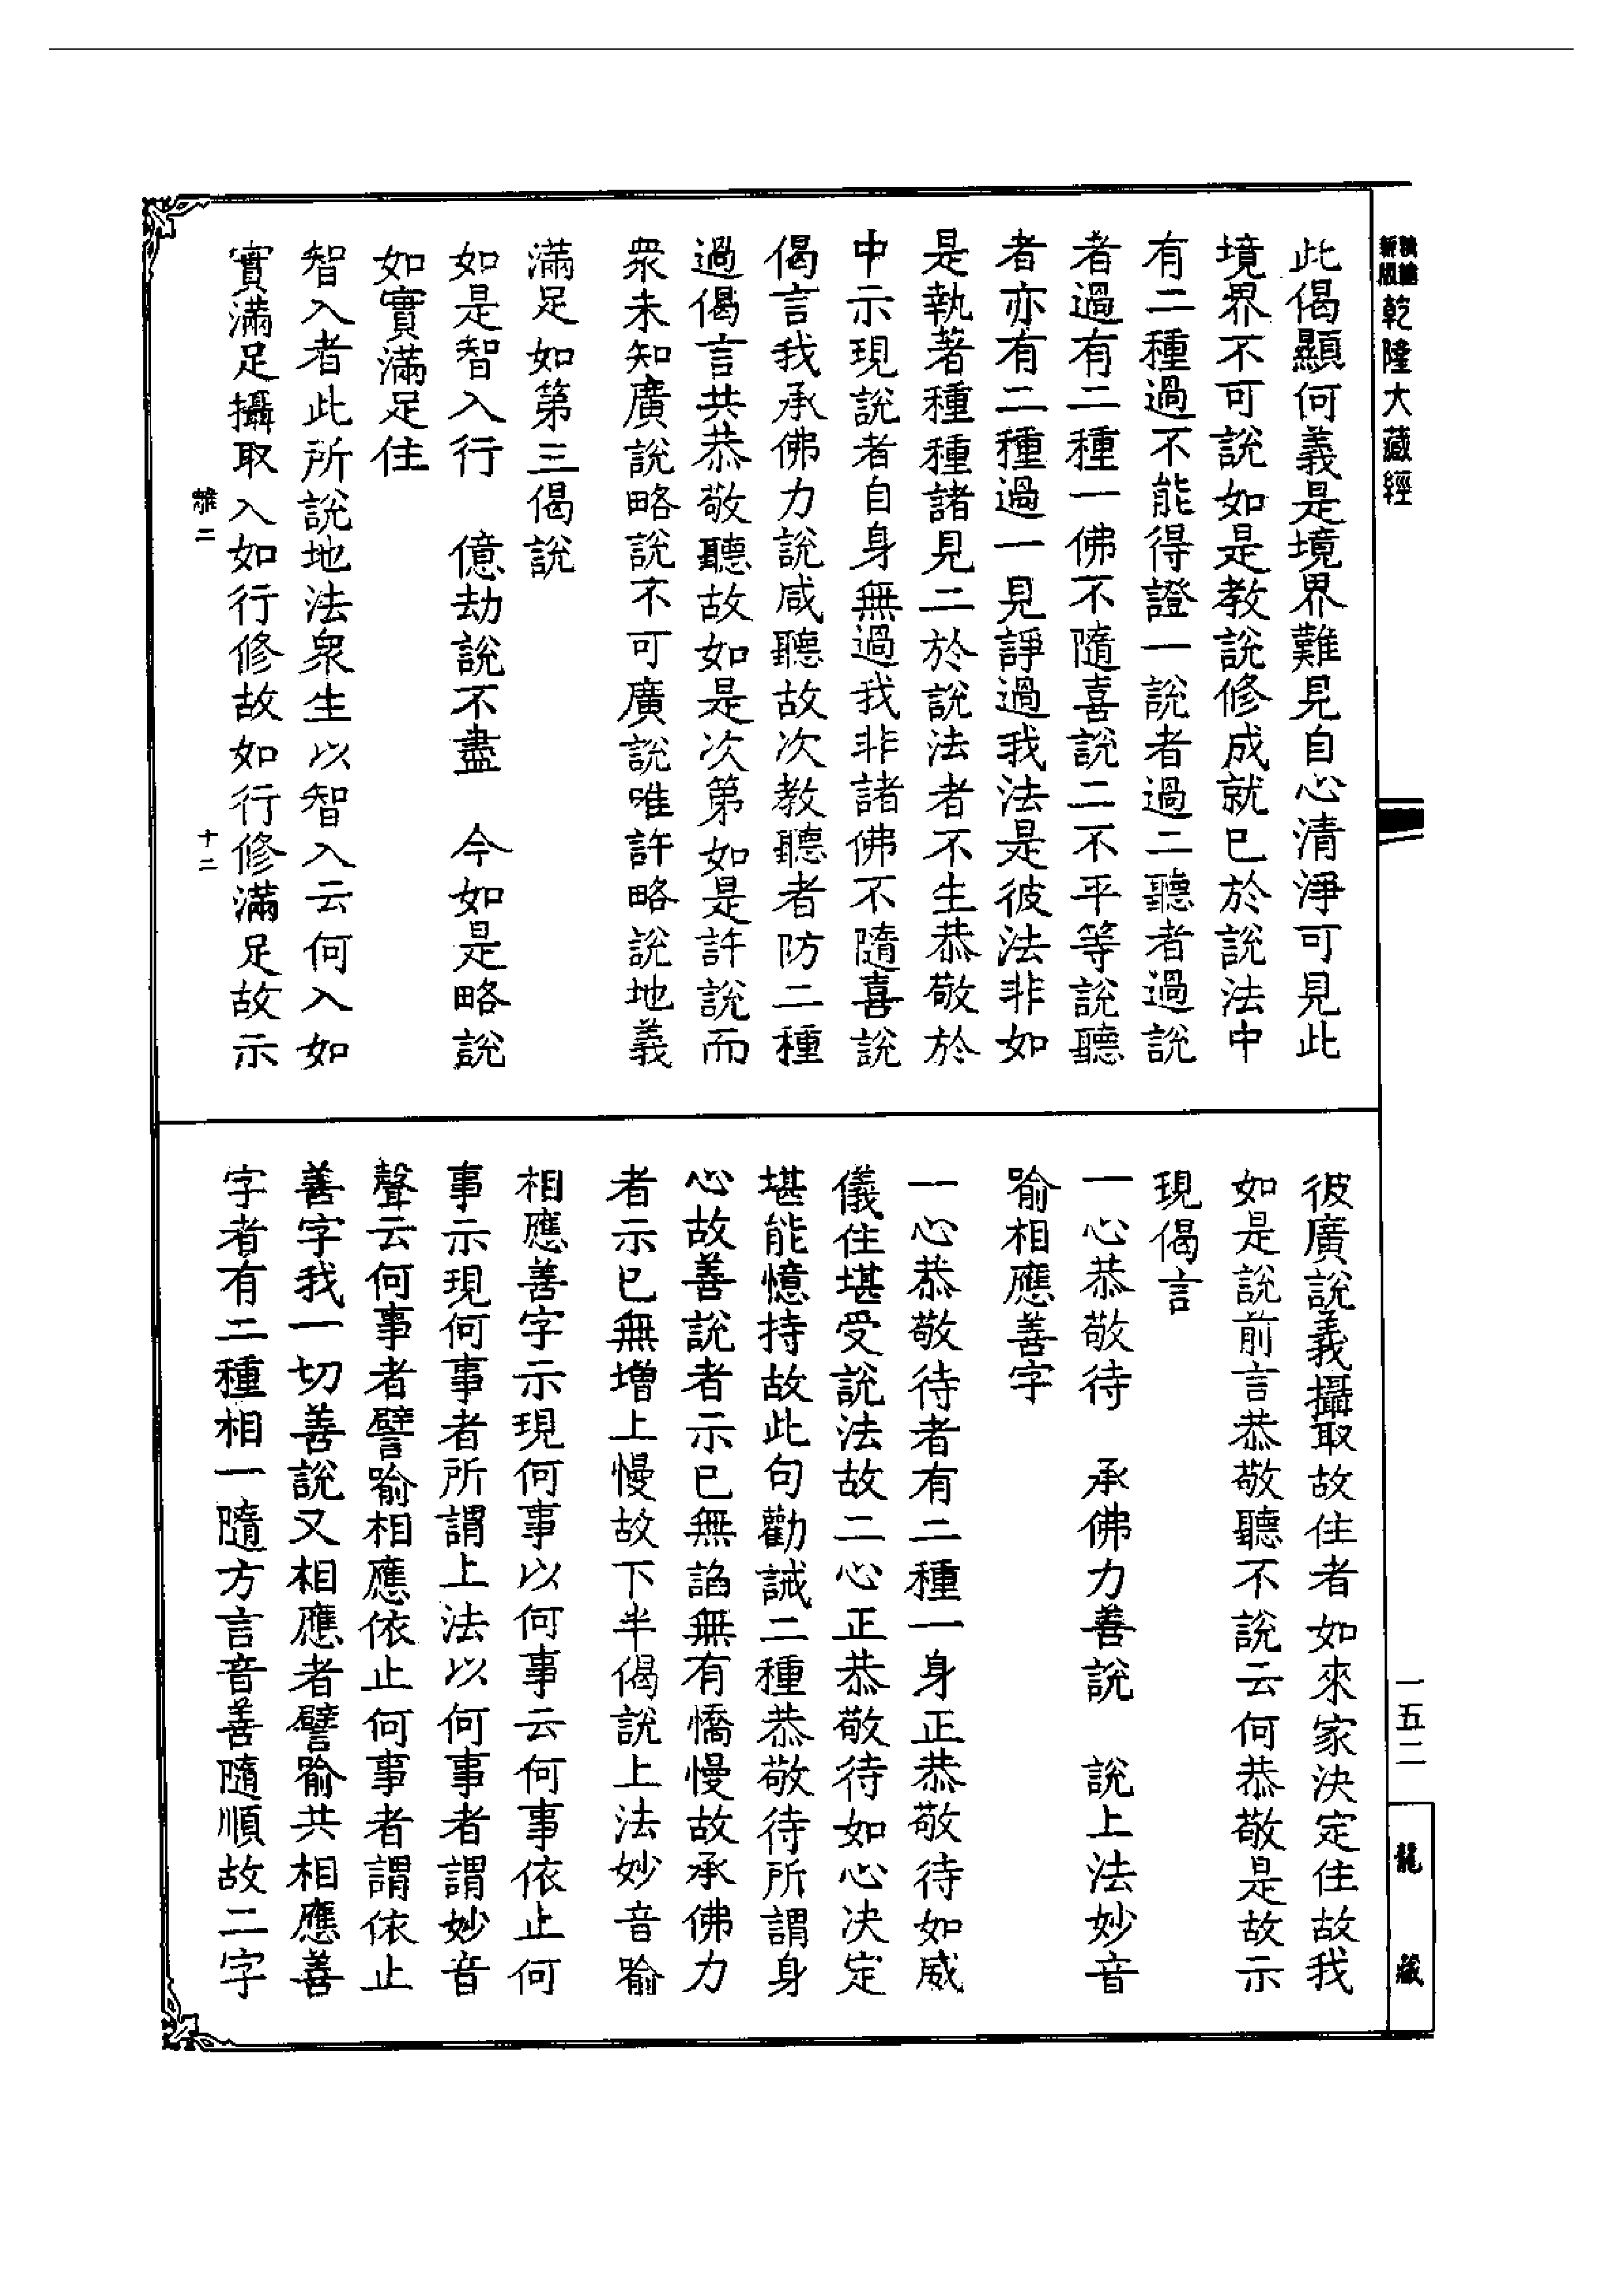 乾隆大藏經
此偈顯何義是境界難見自心清淨可見此
境界不可說如是教說修成就已於說法中
有二種過不能得證一說者過二聽者過說
者過有二種一佛不隨喜說二不平等說聽
者亦有二種過一見諍過我法是彼法非如
是執著種種諸見二於說法者不生恭敬於
中示現說者自身無過我非諸佛不隨喜說
偈言我承佛力說咸聽故次教聽者防二種
過偈言共恭敬聽故如是次第如是許說而
衆未知廣說略說不可廣說唯許略說地義
滿足如第三偈說
如是智入行　億劫說不盡　今如是略說
如實滿足住
智入者此所說地法衆生以智入云何入如
實滿足攝取入如行修故如行修滿足故示
離二　十二
彼廣說義攝取故住者如來家決定住故我
如是說前言恭敬聽不說云何恭敬是故示
現偈言
一心恭敬待　承佛力善說　說上法妙音
喻相應善字
一心恭敬待者有二種一身正恭敬待如威
儀住堪受說法故二心正恭敬待如心决定
堪能憶持故此句勸誡二種恭敬待所謂身
心故善說者示已無諂無有憍慢故承佛力
者示已無增上慢故下半偈說上法妙音喻
相應善字示現何事以何事云何事依止何
事示現何事者所謂上法以何事者謂妙音
聲云何事者譬喻相應依止何事者謂依止
善字我一切善說又相應者譬喻共相應善
字者有二種相一隨方言音善隨順故二字
一五二
龍藏